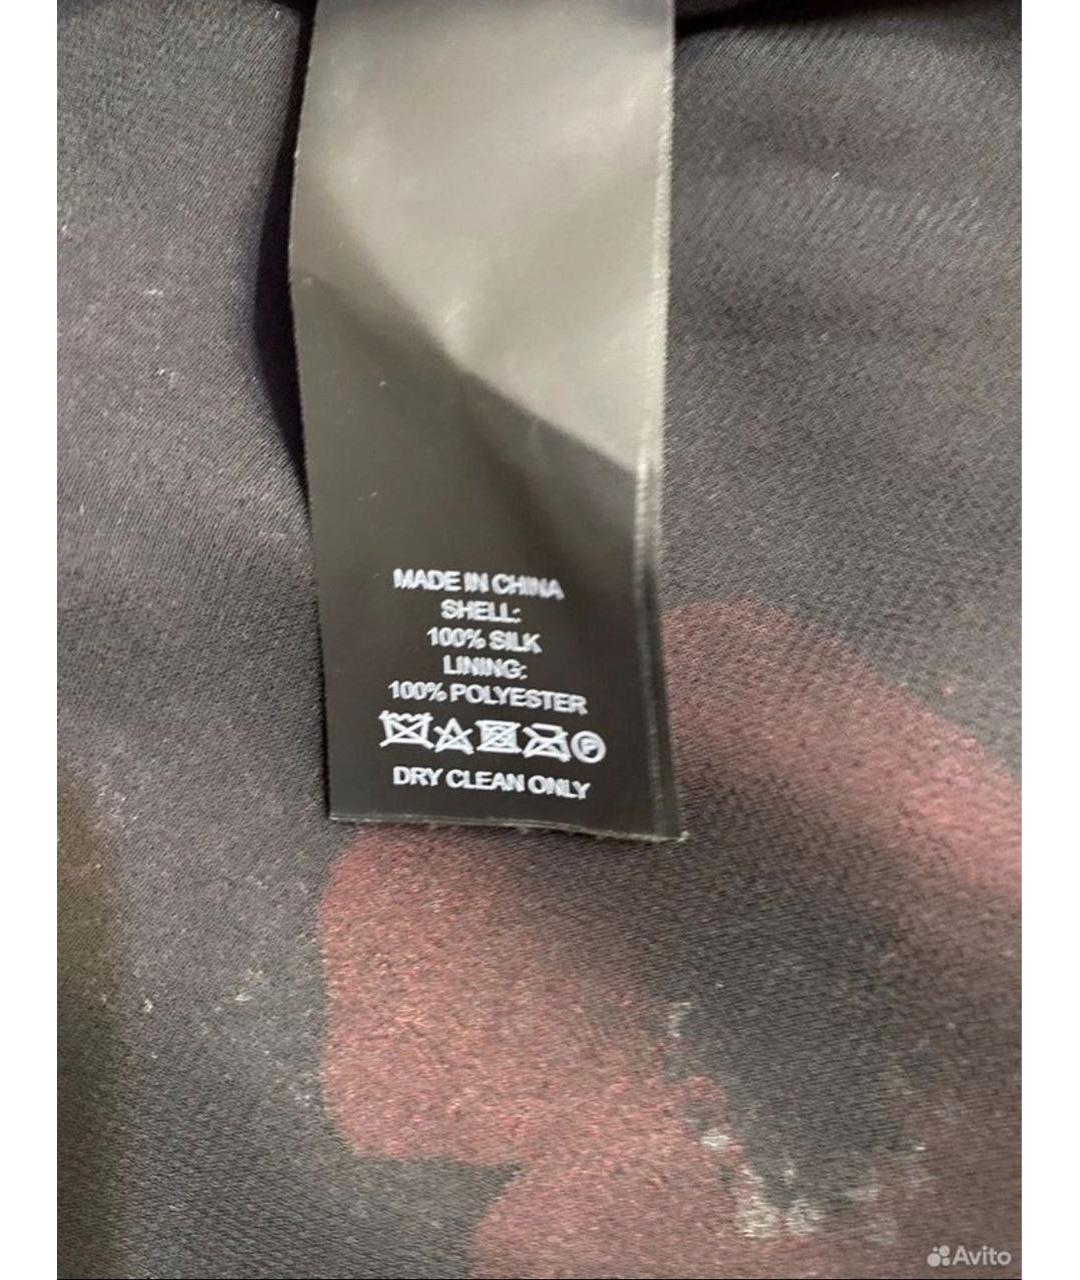 MADE IN CHINA
SHELL:
100% SILK
LINING:
100% POLYESTER
P
DRY CLEAN ONLY
Avito